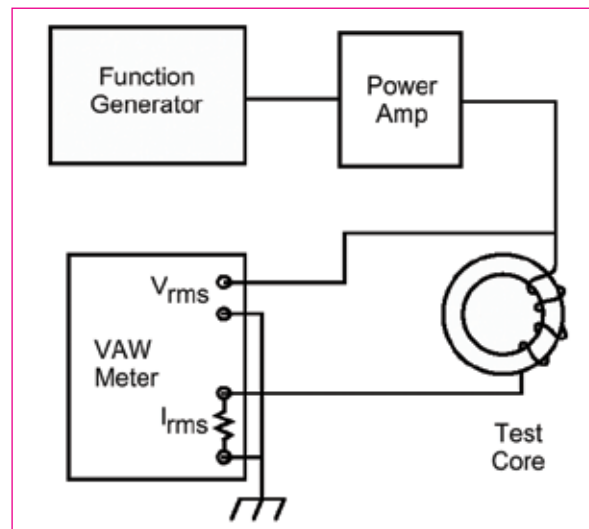 Function
Generator
Power
Amp
Vrms
VAW
Meter
Irms
Test
Core